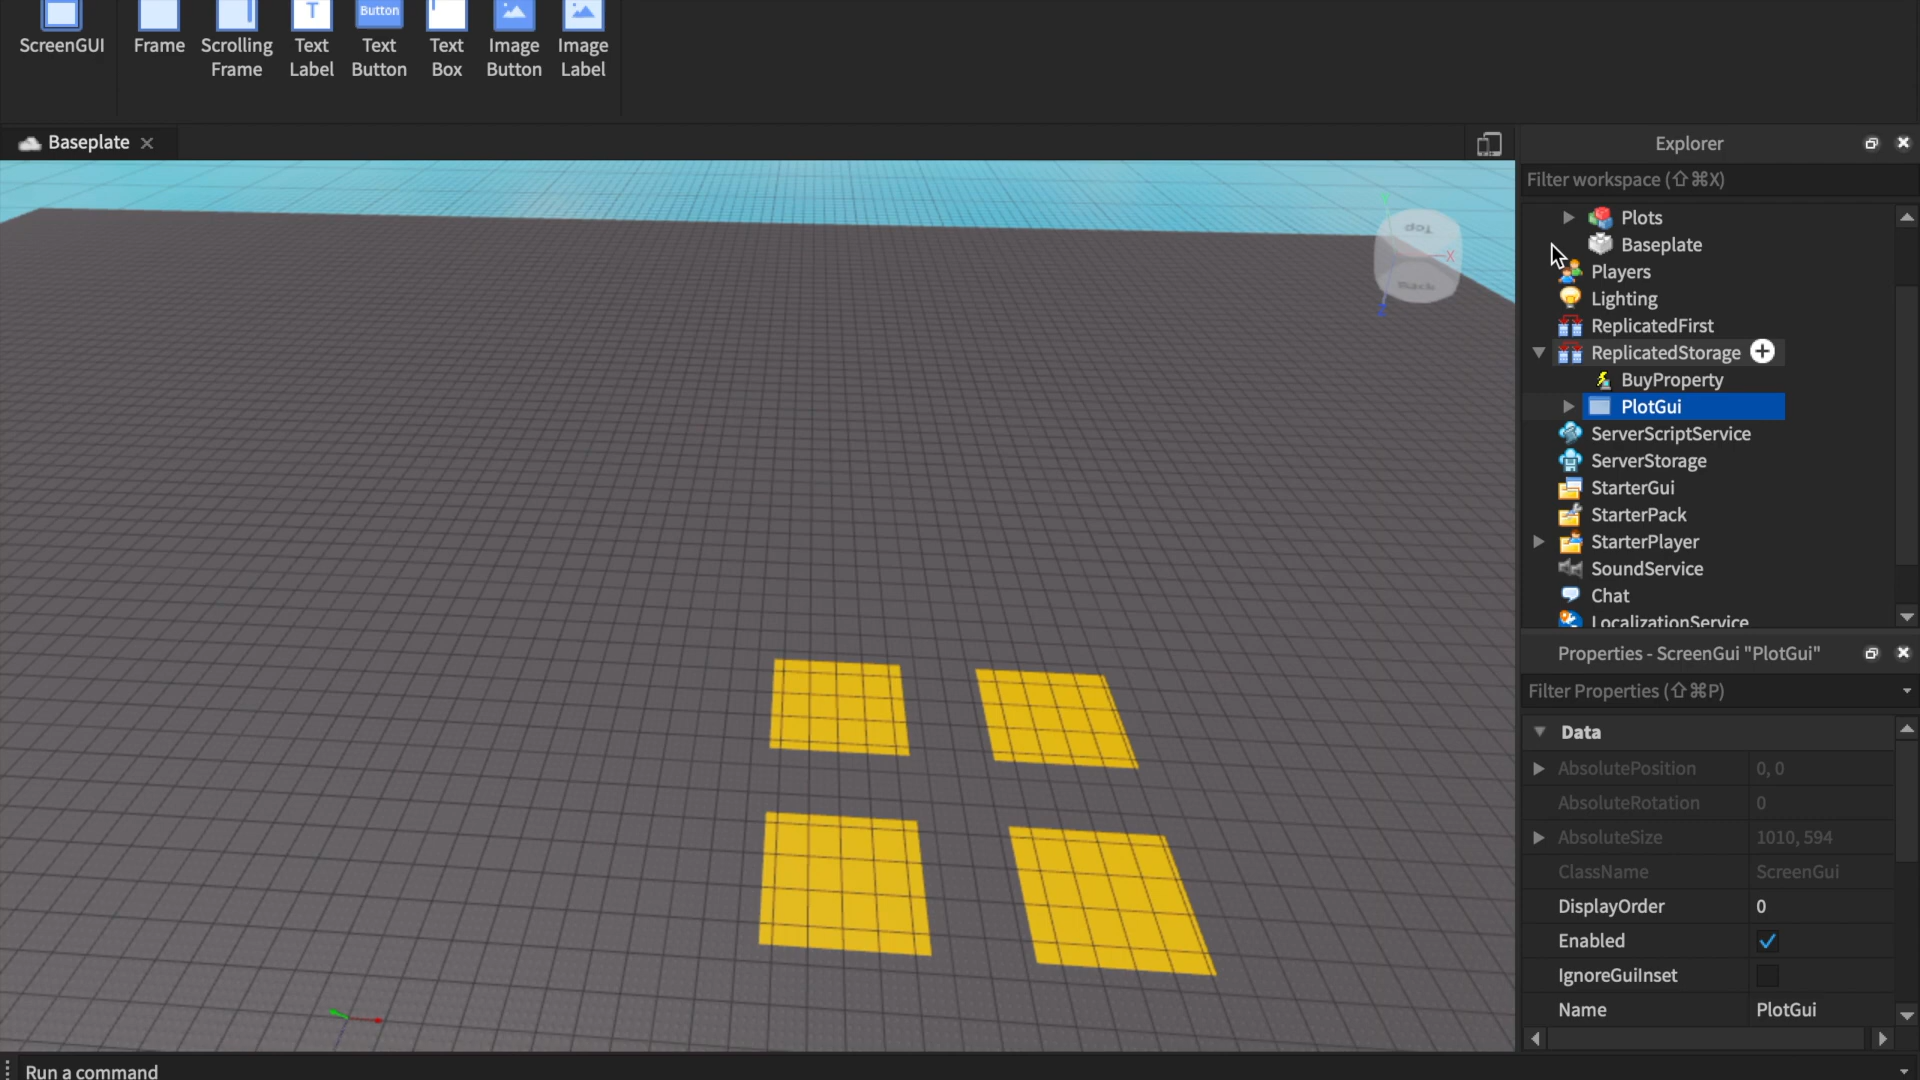 ScreenGUI
Frame
Scrolling
Frame
T
Text
Label
Button
Text
Button
Text
Box
Image
Button
Image
Label
Baseplate
Top
Back
X
Z
Explorer
Filter workspace (⇧⌘X)
Plots
Baseplate
Players
Lighting
ReplicatedFirst
ReplicatedStorage
BuyProperty
PlotGui
ServerScriptService
ServerStorage
StarterGui
StarterPack
StarterPlayer
SoundService
Chat
LocalizationService
Properties - ScreenGui "PlotGui"
Filter Properties (⇧⌘P)
Data
AbsolutePosition 0, 0
AbsoluteRotation 0
AbsoluteSize 1010, 594
ClassName ScreenGui
DisplayOrder 0
Enabled
IgnoreGuiInset
Name PlotGui
Run a command